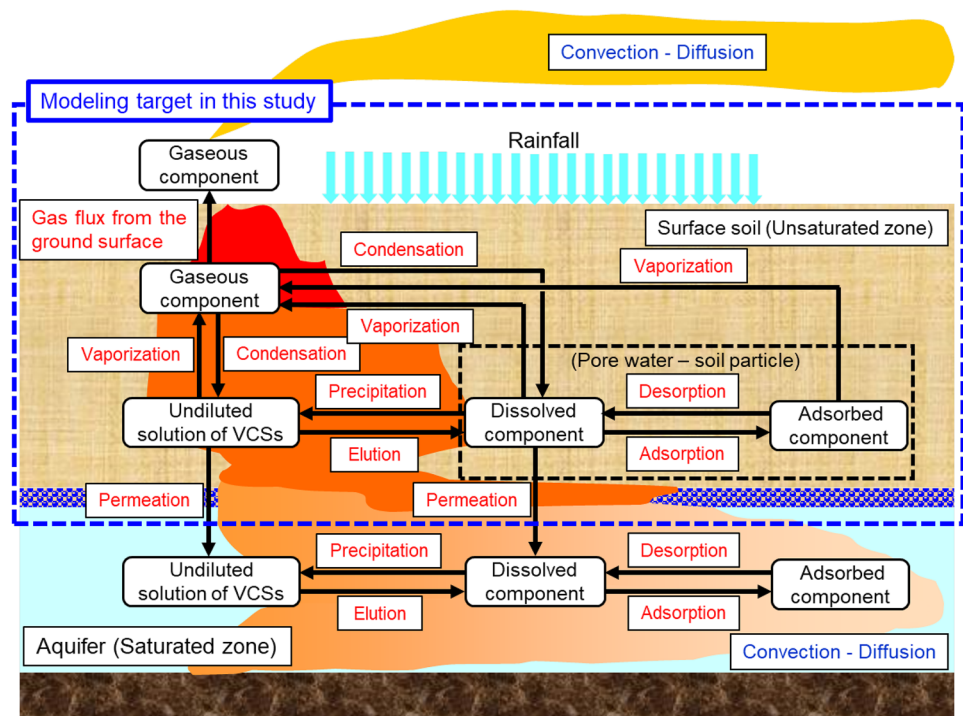 Convection - Diffusion
Modeling target in this study
Rainfall
Gaseous
component
Gas flux from the
ground surface
Surface soil (Unsaturated zone)
Condensation
Vaporization
Gaseous
component
Vaporization
Vaporization
Condensation
(Pore water – soil particle)
Precipitation
Desorption
Undiluted
solution of VCSs
Dissolved
component
Adsorbed
component
Elution
Adsorption
Permeation
Permeation
Precipitation
Desorption
Undiluted
solution of VCSs
Dissolved
component
Adsorbed
component
Elution
Adsorption
Aquifer (Saturated zone)
Convection - Diffusion